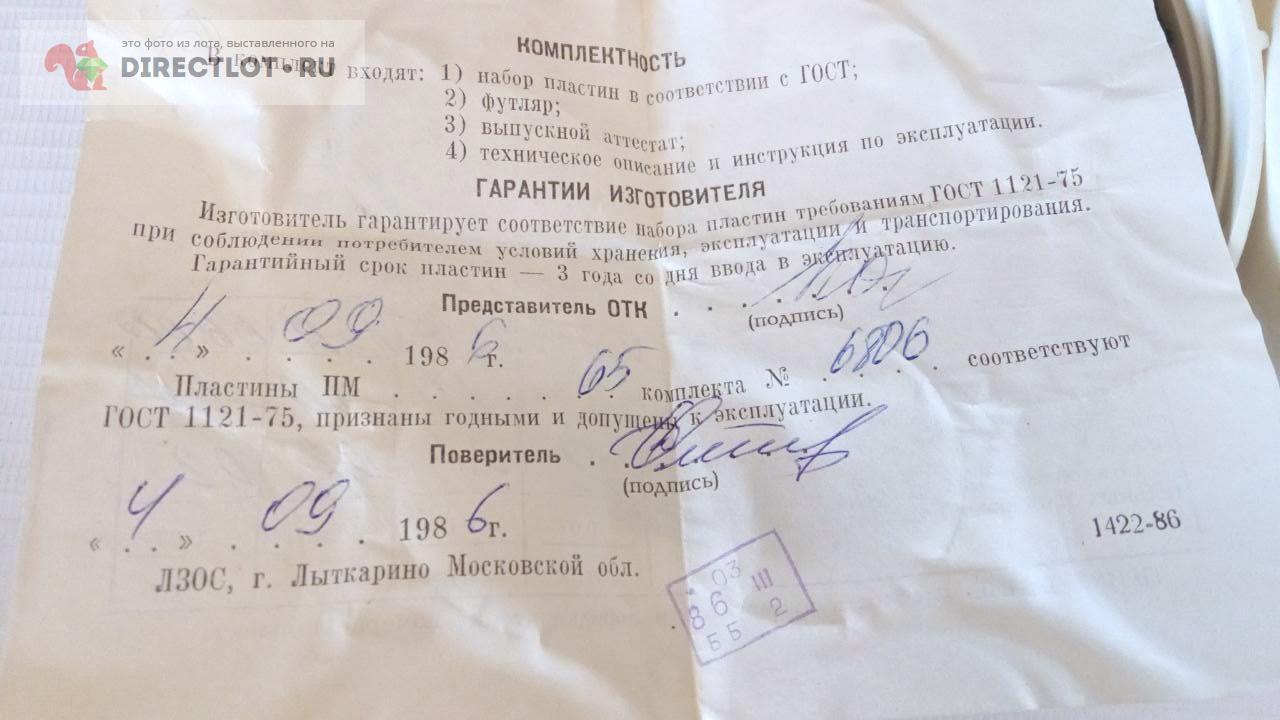 это фото из лота, выставленного на
DIRECTLOT.RU
КОМПЛЕКТНОСТЬ
В комплект входят: 1) набор пластин в соответствии с ГОСТ;
2) футляр;
3) выпускной аттестат;
4) техническое описание и инструкция по эксплуатации.
ГАРАНТИИ ИЗГОТОВИТЕЛЯ
Изготовитель гарантирует соответствие набора пластин требованиям ГОСТ 1121-75
при соблюдении потребителем условий хранения, эксплуатации и транспортирования.
Гарантийный срок пластин — 3 года со дня ввода в эксплуатацию.
Представитель ОТК . . . . . . .
(подпись)
« 4 » 09 198 6 г.
Пластины ПМ . . . . . 65 комплекта № 6806 соответствуют
ГОСТ 1121-75, признаны годными и допущены к эксплуатации.
Поверитель . . . . .
(подпись)
« 4 » 09 198 6 г.
1422-86
ЛЗОС, г. Лыткарино Московской обл.
03
86 III
ББ 2